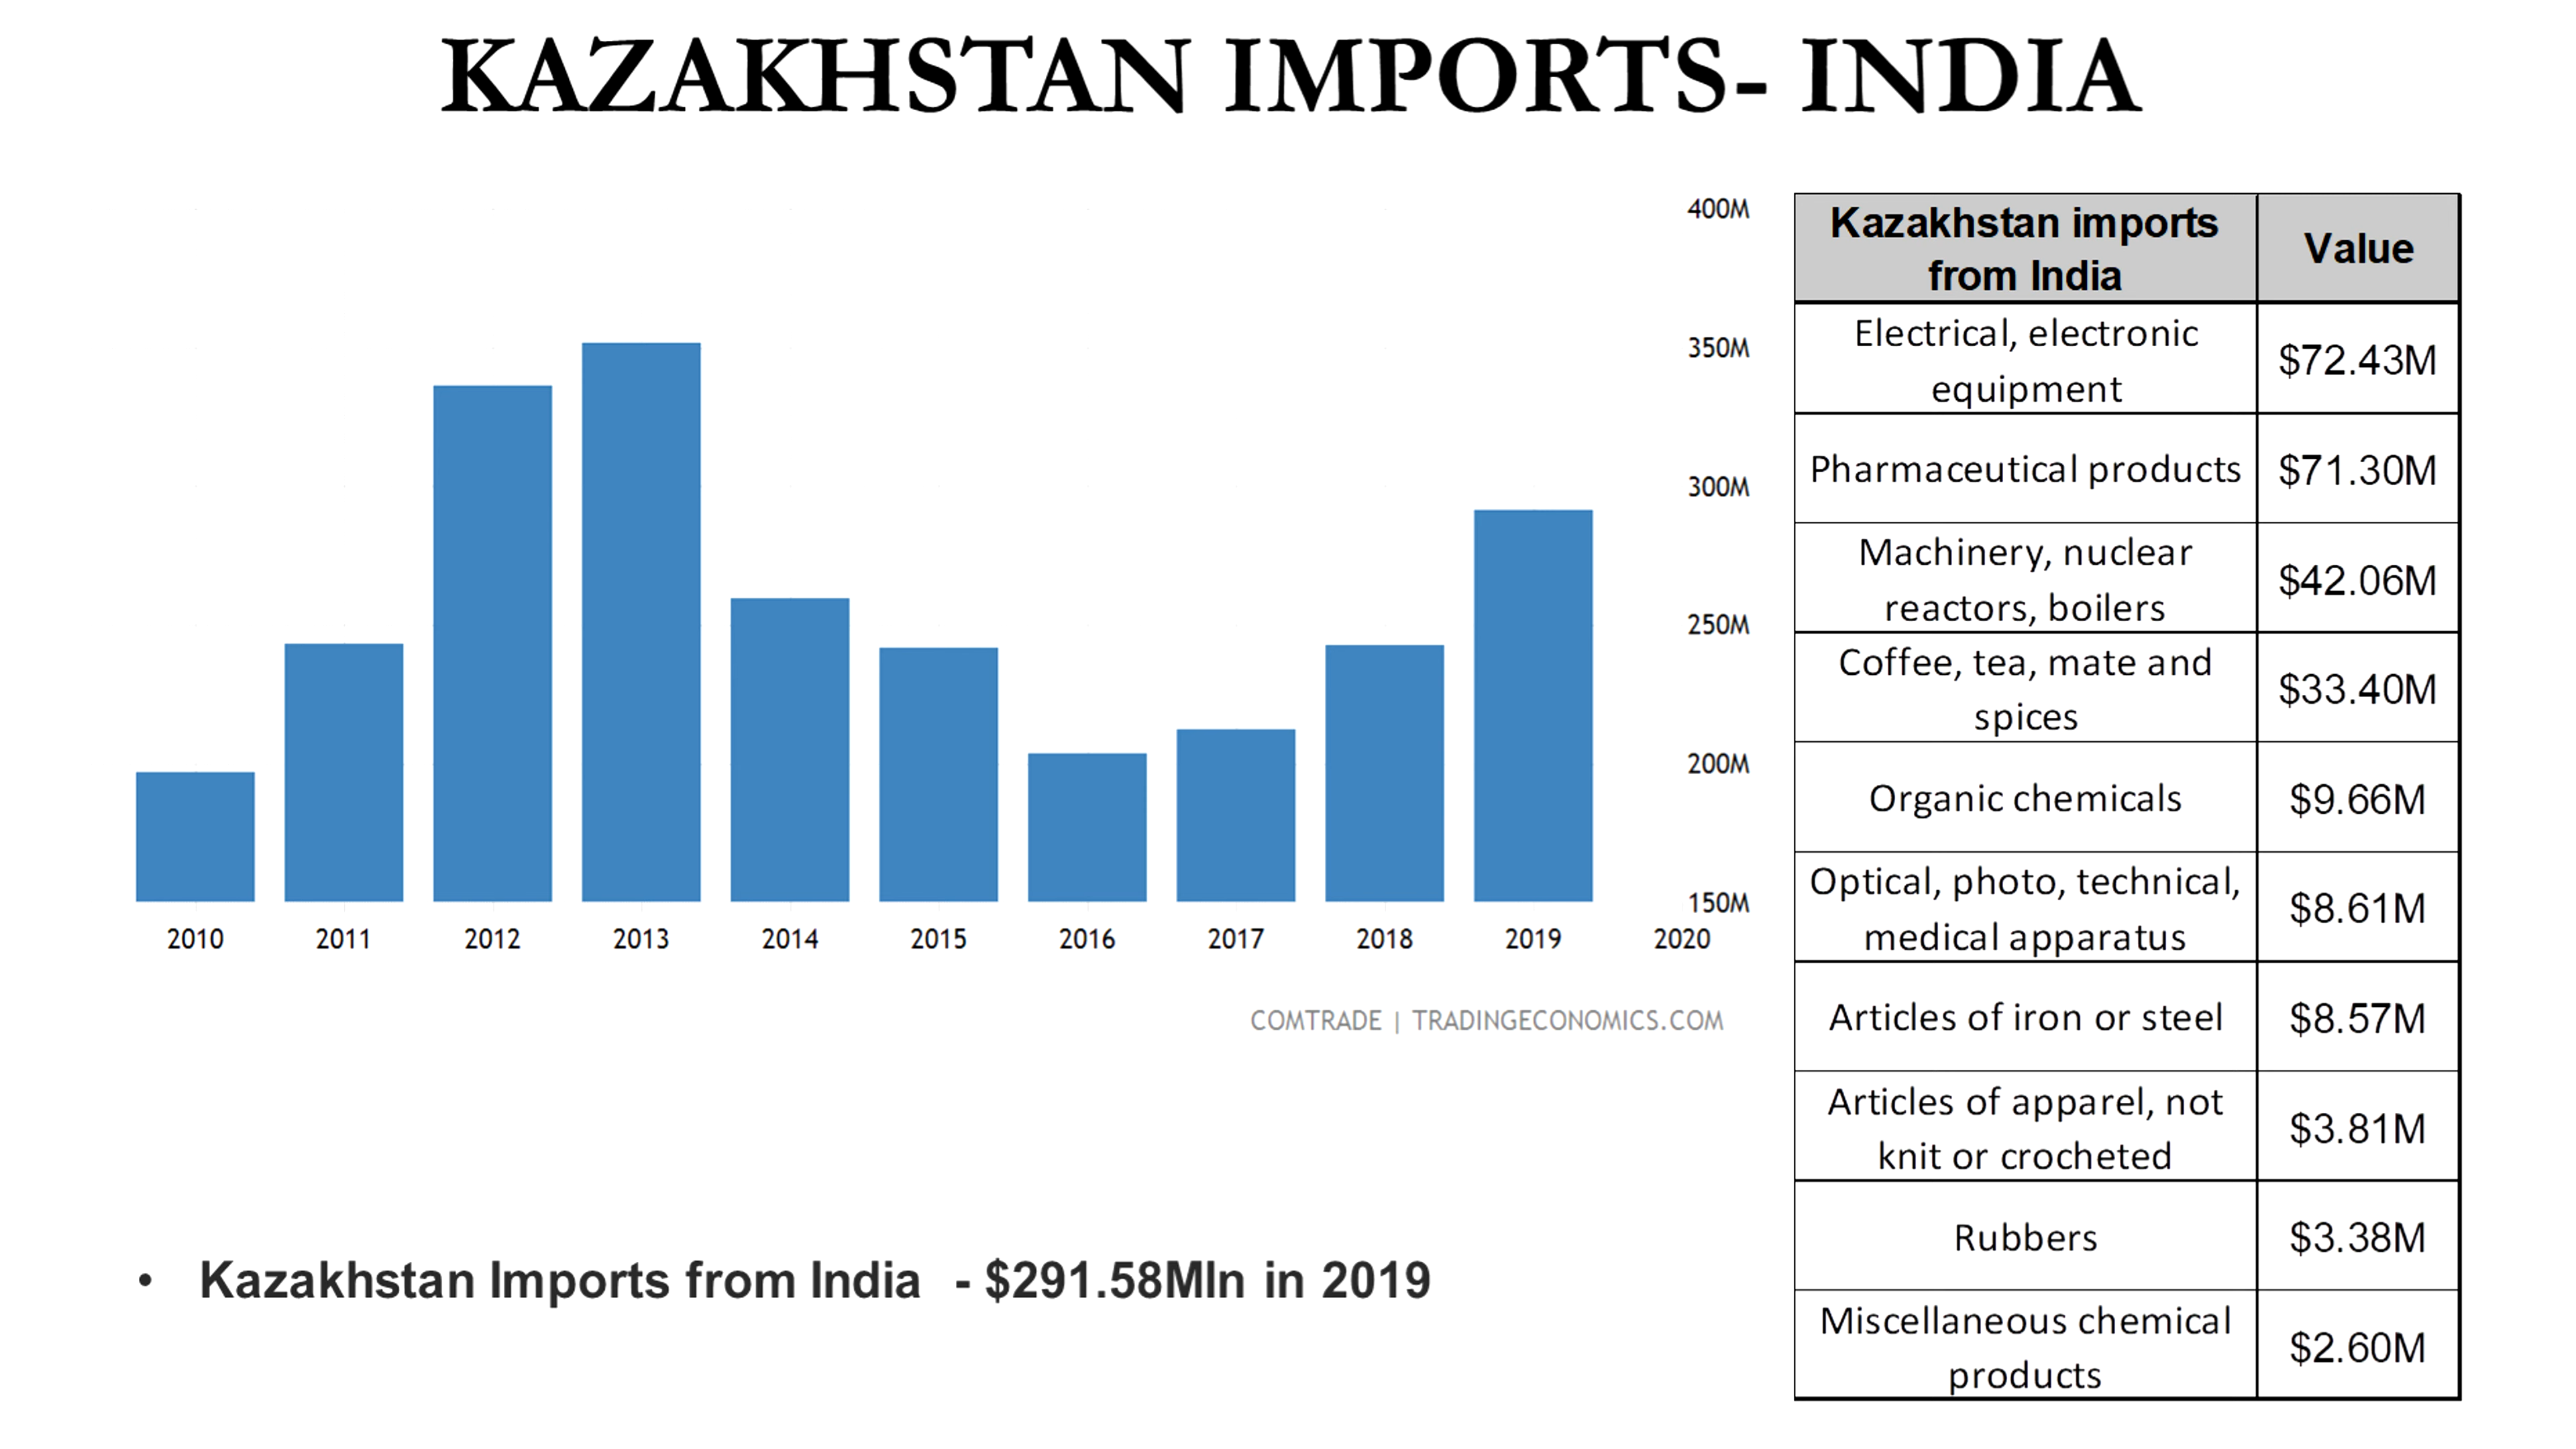 KAZAKHSTAN IMPORTS- INDIA
400M
350M
300M
250M
200M
150M
2010 2011 2012 2013 2014 2015 2016 2017 2018 2019 2020
COMTRADE | TRADINGECONOMICS.COM
• Kazakhstan Imports from India - $291.58Mln in 2019
Kazakhstan imports
from India
Value
Electrical, electronic
equipment
$72.43M
Pharmaceutical products
$71.30M
Machinery, nuclear
reactors, boilers
$42.06M
Coffee, tea, mate and
spices
$33.40M
Organic chemicals
$9.66M
Optical, photo, technical,
medical apparatus
$8.61M
Articles of iron or steel
$8.57M
Articles of apparel, not
knit or crocheted
$3.81M
Rubbers
$3.38M
Miscellaneous chemical
products
$2.60M